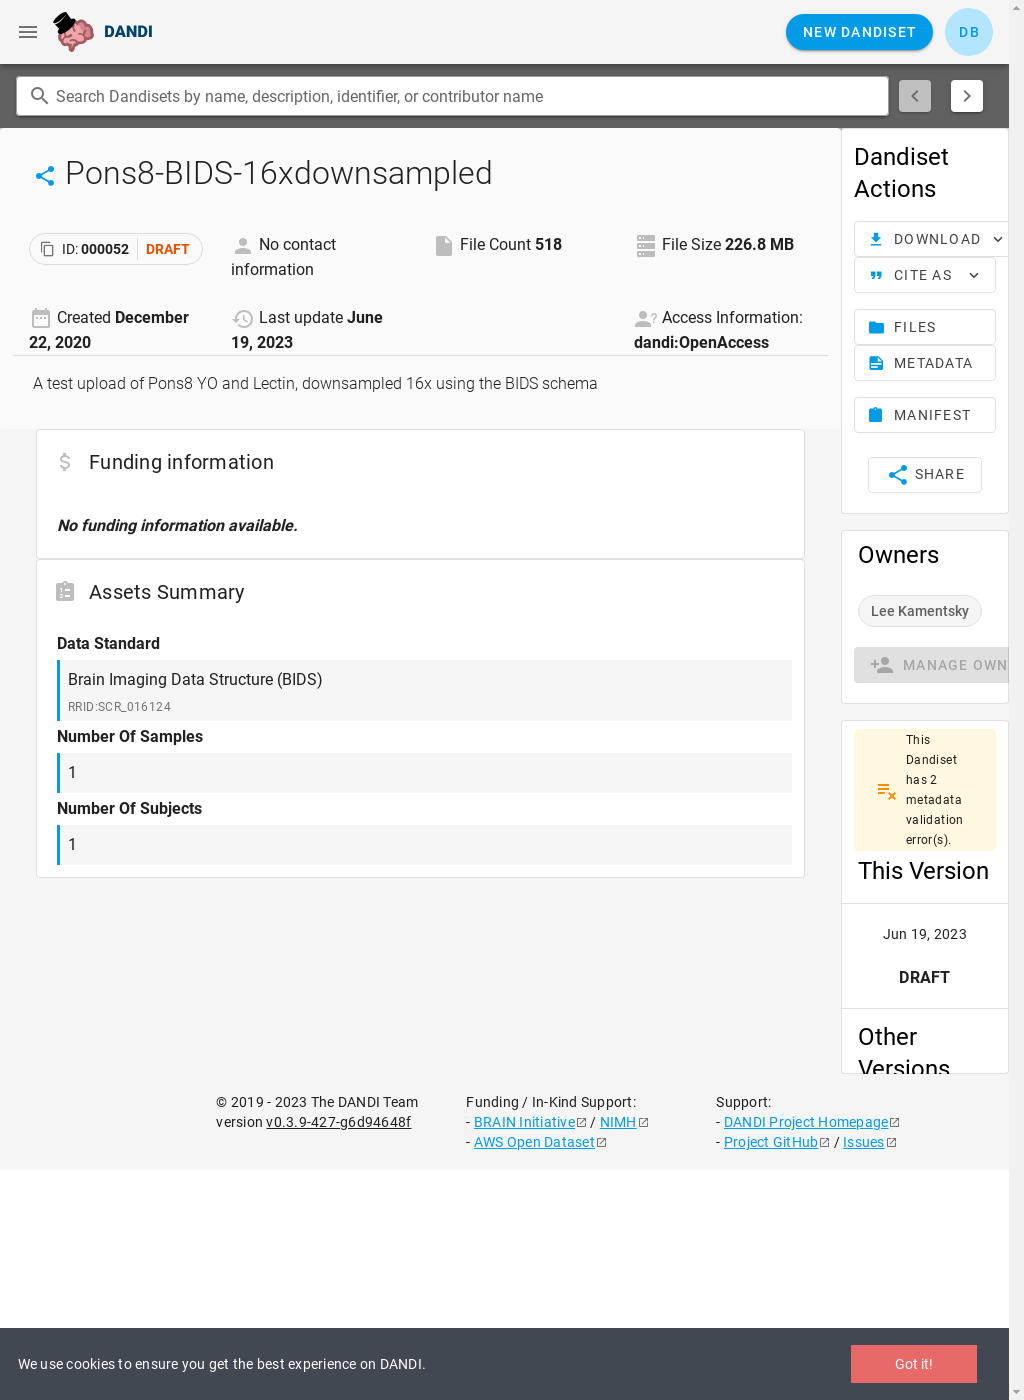 DANDI
NEW DANDISET
DB
Search Dandisets by name, description, identifier, or contributor name
Pons8-BIDS-16xdownsampled
ID: 000052 DRAFT
No contact
information
File Count 518
File Size 226.8 MB
Created December
22, 2020
Last update June
19, 2023
Access Information:
dandi:OpenAccess
A test upload of Pons8 YO and Lectin, downsampled 16x using the BIDS schema
Funding information
No funding information available.
Assets Summary
Data Standard
Brain Imaging Data Structure (BIDS)
RRID:SCR_016124
Number Of Samples
1
Number Of Subjects
1
Dandiset
Actions
DOWNLOAD
CITE AS
FILES
METADATA
MANIFEST
SHARE
Owners
Lee Kamentsky
MANAGE OWN
This
Dandiset
has 2
metadata
validation
error(s).
This Version
Jun 19, 2023
DRAFT
Other
Versions
© 2019 - 2023 The DANDI Team
version v0.3.9-427-g6d94648f
Funding / In-Kind Support:
- BRAIN Initiative / NIMH
- AWS Open Dataset
Support:
- DANDI Project Homepage
- Project GitHub / Issues
We use cookies to ensure you get the best experience on DANDI.
Got it!